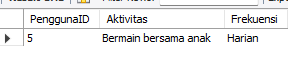 PenggunaID Aktivitas Frekuensi
5 Bermain bersama anak Harian